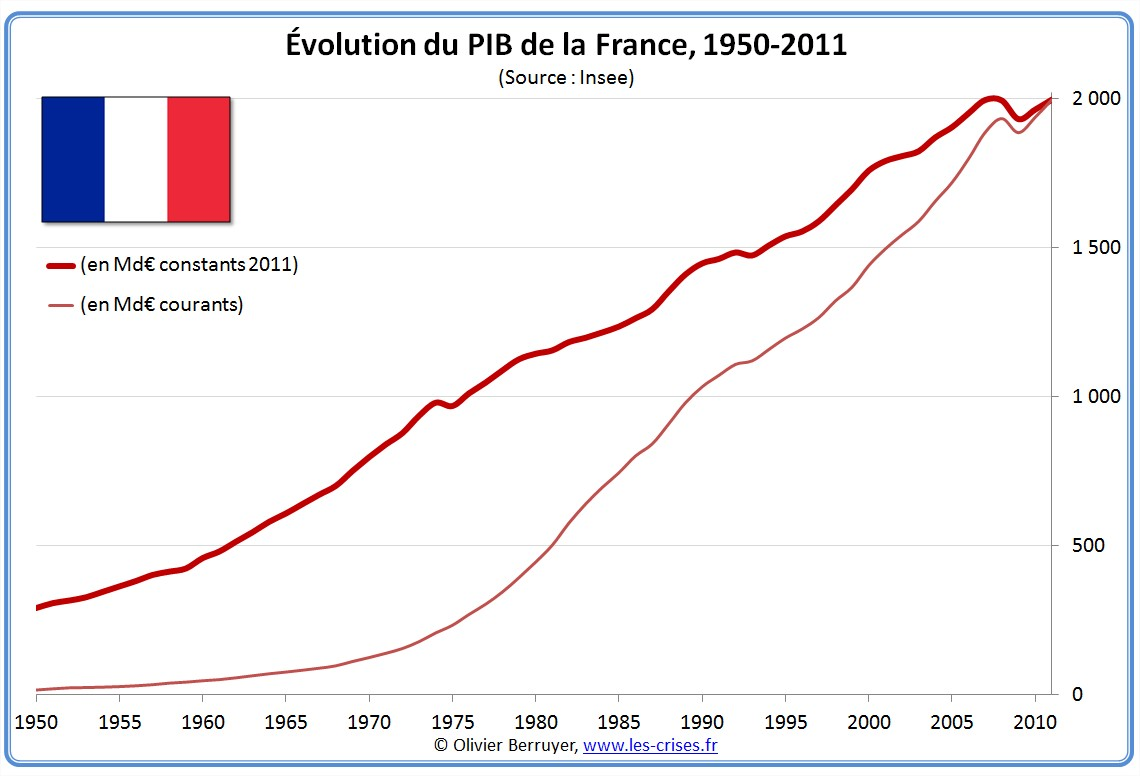 Évolution du PIB de la France, 1950-2011
(Source : Insee)
2 000
(en Md€ constants 2011)
(en Md€ courants)
1 500
1 000
500
0
1950 1955 1960 1965 1970 1975 1980 1985 1990 1995 2000 2005 2010
© Olivier Berruyer, www.les-crises.fr